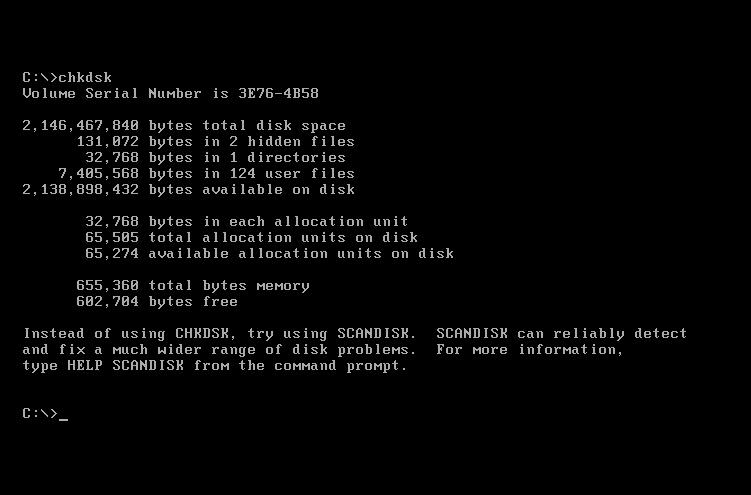 C:\>chkdsk
Volume Serial Number is 3E76-4B58
2,146,467,840 bytes total disk space
131,072 bytes in 2 hidden files
32,768 bytes in 1 directories
7,405,568 bytes in 124 user files
2,138,898,432 bytes available on disk
32,768 bytes in each allocation unit
65,505 total allocation units on disk
65,274 available allocation units on disk
655,360 total bytes memory
602,704 bytes free
Instead of using CHKDSK, try using SCANDISK.  SCANDISK can reliably detect
and fix a much wider range of disk problems.  For more information,
type HELP SCANDISK from the command prompt.
C:\>_